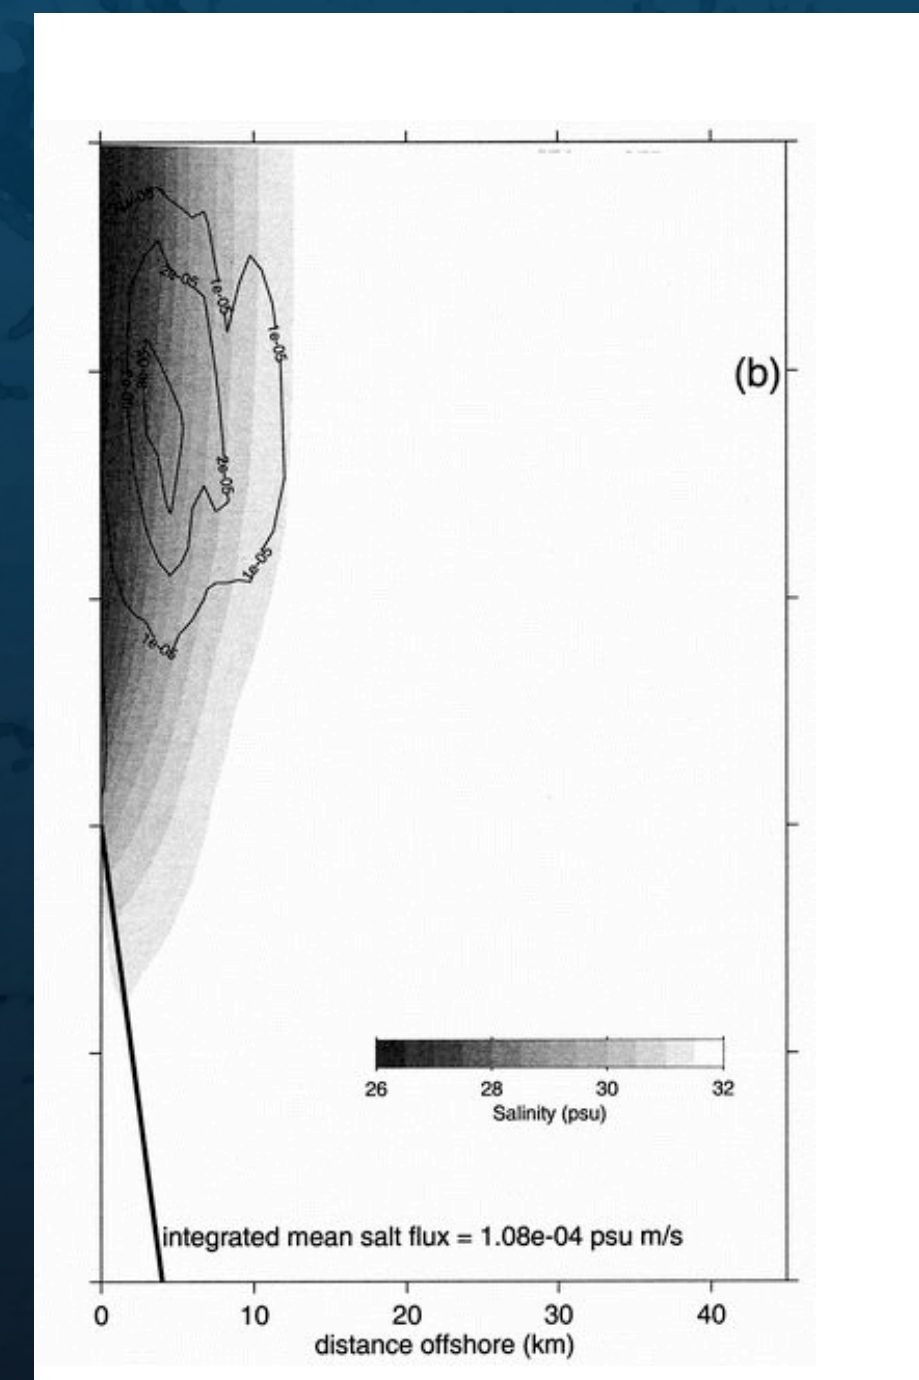 2e-05
1e-05
1e-05
2e-05
1e-05
1e-05
(b)
26 28 30 32
Salinity (psu)
integrated mean salt flux = 1.08e-04 psu m/s
0 10 20 30 40
distance offshore (km)